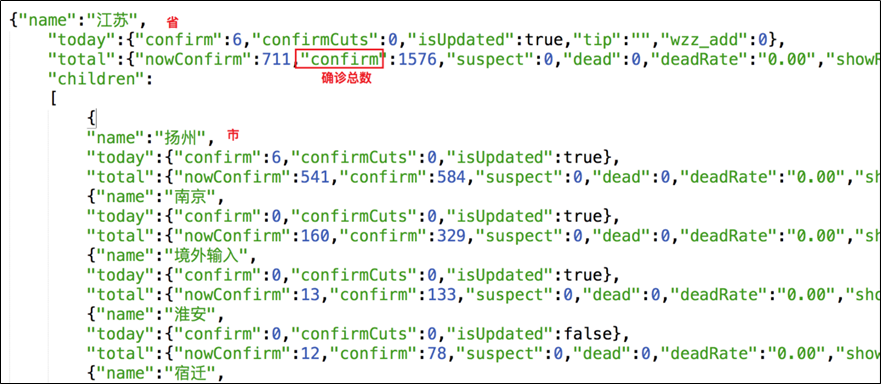 {"name":"江苏", 省
"today":{"confirm":6,"confirmCuts":0,"isUpdated":true,"tip":"","wzz_add":0},
"total":{"nowConfirm":711,"confirm":1576,"suspect":0,"dead":0,"deadRate":"0.00","showR
"children": 确诊总数
[
{
"name":"扬州", 市
"today":{"confirm":6,"confirmCuts":0,"isUpdated":true},
"total":{"nowConfirm":541,"confirm":584,"suspect":0,"dead":0,"deadRate":"0.00","sh
{"name":"南京",
"today":{"confirm":0,"confirmCuts":0,"isUpdated":true},
"total":{"nowConfirm":160,"confirm":329,"suspect":0,"dead":0,"deadRate":"0.00","sh
{"name":"境外输入",
"today":{"confirm":0,"confirmCuts":0,"isUpdated":true},
"total":{"nowConfirm":13,"confirm":133,"suspect":0,"dead":0,"deadRate":"0.00","sho
{"name":"淮安",
"today":{"confirm":0,"confirmCuts":0,"isUpdated":false},
"total":{"nowConfirm":12,"confirm":78,"suspect":0,"dead":0,"deadRate":"0.00","show
{"name":"宿迁",